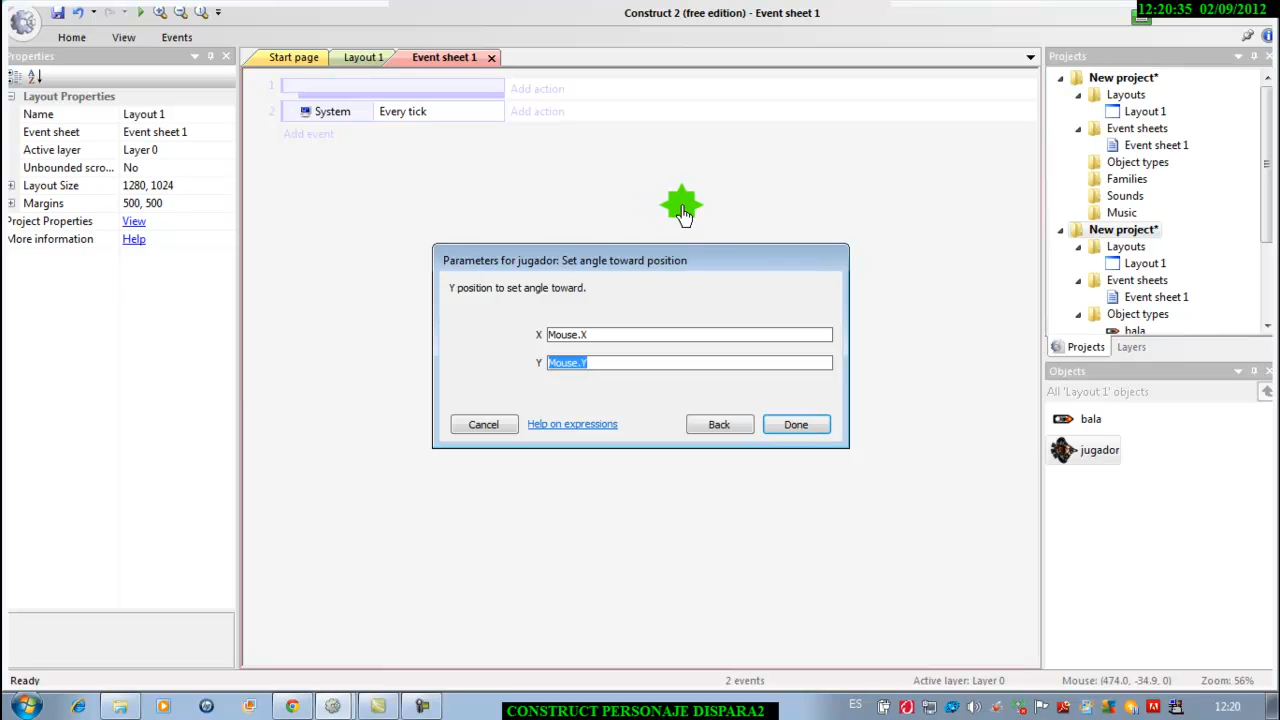 Construct 2 (free edition) - Event sheet 1
12:20:35 02/09/2012
Home
View
Events
Properties
Start page
Layout 1
Event sheet 1
Projects
Layout Properties
Name
Layout 1
Event sheet
Event sheet 1
Active layer
Layer 0
Unbounded scro...
No
Layout Size
1280, 1024
Margins
500, 500
Project Properties
View
More information
Help
1
Add action
2
System
Every tick
Add action
Add event
Parameters for jugador: Set angle toward position
Y position to set angle toward.
X
Mouse.X
Y
Mouse.Y
Cancel
Help on expressions
Back
Done
New project*
Layouts
Layout 1
Event sheets
Event sheet 1
Object types
Families
Sounds
Music
New project*
Layouts
Layout 1
Event sheets
Event sheet 1
Object types
bala
Projects
Layers
Objects
All 'Layout 1' objects
bala
jugador
Ready
2 events
Active layer: Layer 0
Mouse: (474.0, -34.9, 0)
Zoom: 56%
ES
12:20
CONSTRUCT PERSONAJE DISPARA2